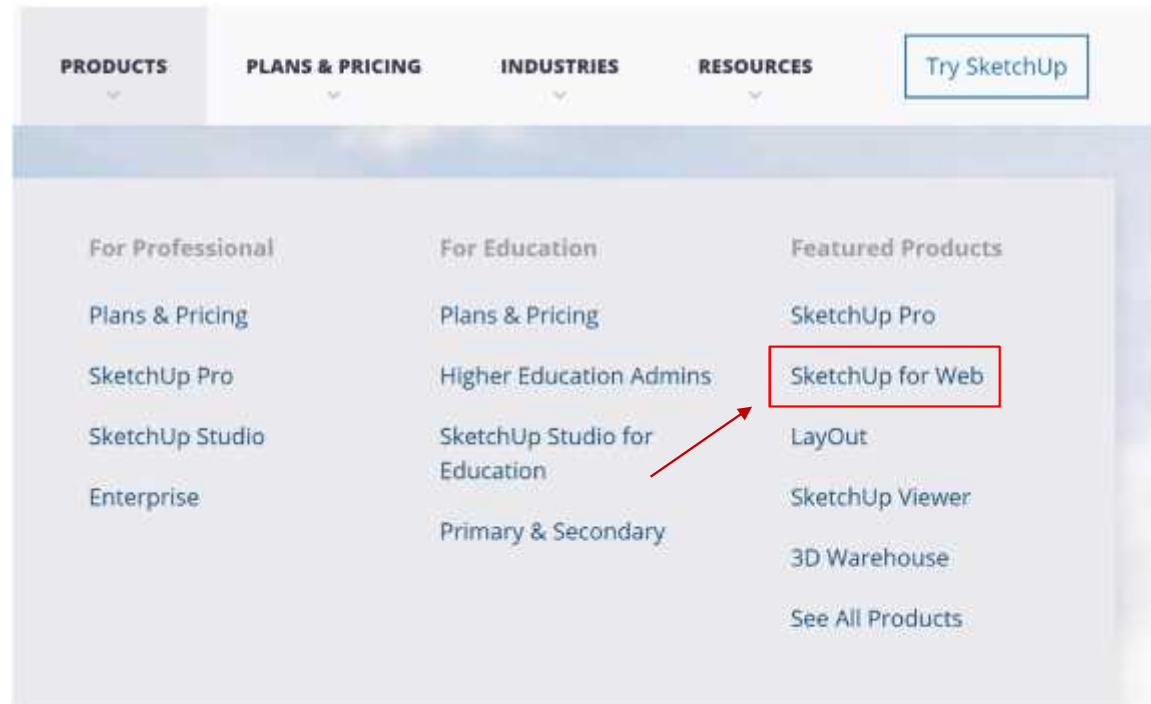 PRODUCTS
PLANS & PRICING
INDUSTRIES
RESOURCES
Try SketchUp
For Professional
Plans & Pricing
SketchUp Pro
SketchUp Studio
Enterprise
For Education
Plans & Pricing
Higher Education Admins
SketchUp Studio for
Education
Primary & Secondary
Featured Products
SketchUp Pro
SketchUp for Web
LayOut
SketchUp Viewer
3D Warehouse
See All Products